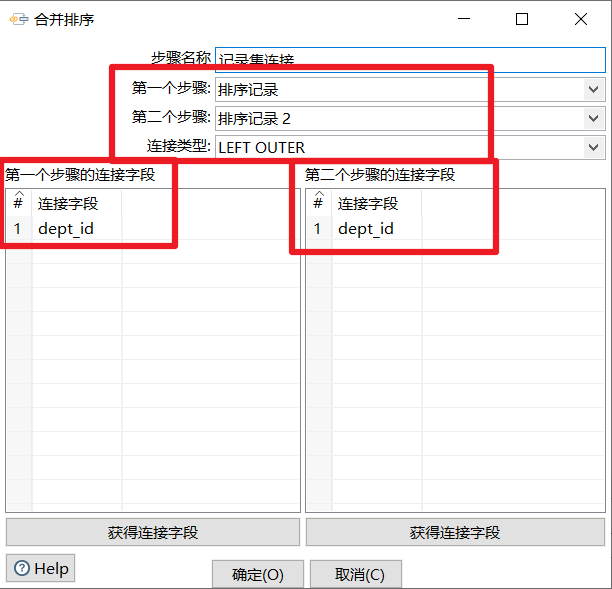 合并排序
步骤名称 记录集连接
第一个步骤: 排序记录
第二个步骤: 排序记录 2
连接类型: LEFT OUTER
第一个步骤的连接字段 第二个步骤的连接字段
# 连接字段 # 连接字段
1 dept_id 1 dept_id
获得连接字段 获得连接字段
Help 确定(O) 取消(C)